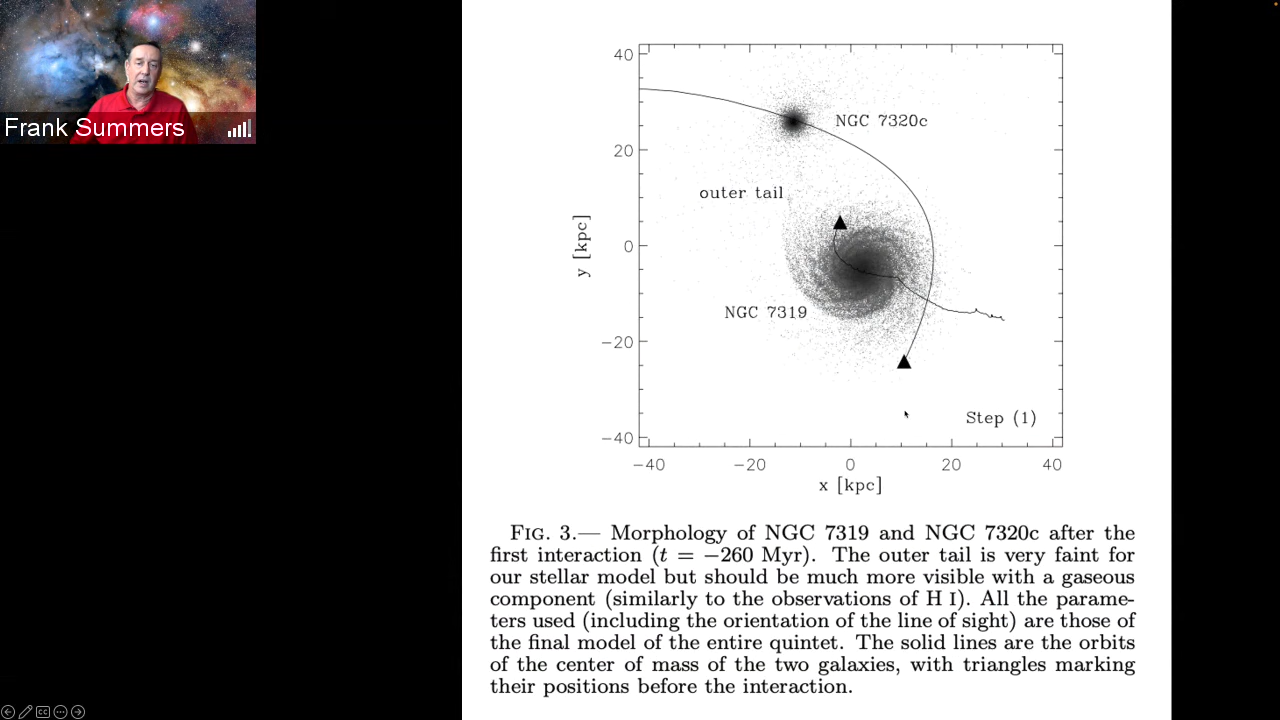 Frank Summers
40
20
0
−20
−40
y [kpc]
NGC 7320c
outer tail
NGC 7319
Step (1)
−40
−20
0
20
40
x [kpc]
FIG. 3.— Morphology of NGC 7319 and NGC 7320c after the
first interaction (t = −260 Myr). The outer tail is very faint for
our stellar model but should be much more visible with a gaseous
component (similarly to the observations of H I). All the parame-
ters used (including the orientation of the line of sight) are those of
the final model of the entire quintet. The solid lines are the orbits
of the center of mass of the two galaxies, with triangles marking
their positions before the interaction.
CC